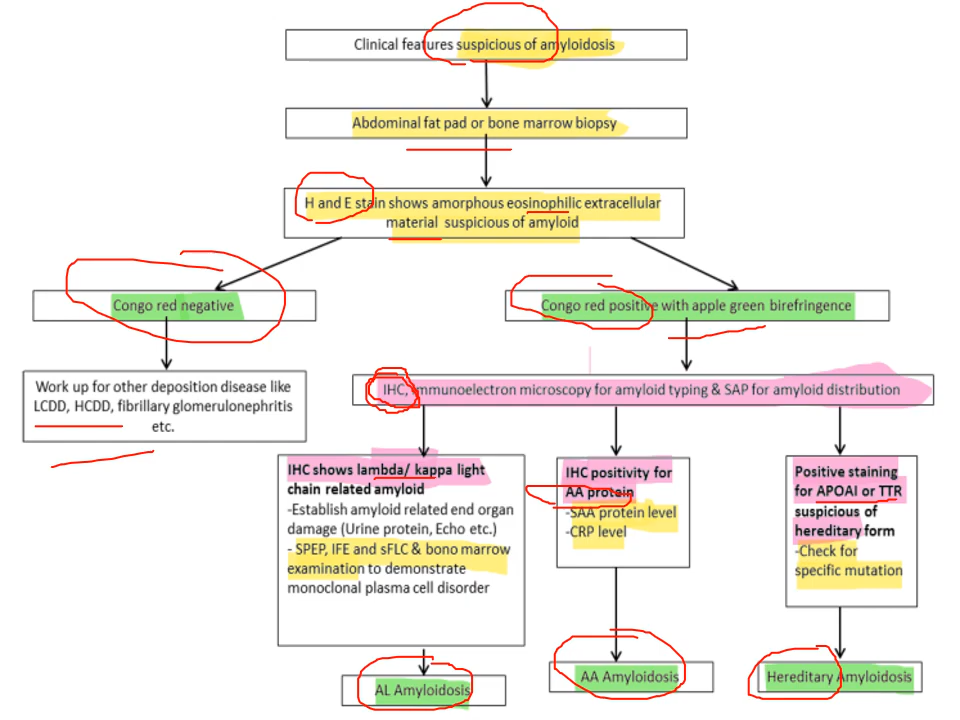 Clinical features suspicious of amyloidosis
Abdominal fat pad or bone marrow biopsy
H and E stain shows amorphous eosinophilic extracellular
material suspicious of amyloid
Congo red negative
Congo red positive with apple green birefringence
Work up for other deposition disease like
LCDD, HCDD, fibrillary glomerulonephritis
etc.
IHC, immunoelectron microscopy for amyloid typing & SAP for amyloid distribution
IHC shows lambda/ kappa light
chain related amyloid
-Establish amyloid related end organ
damage (Urine protein, Echo etc.)
- SPEP, IFE and sFLC & bono marrow
examination to demonstrate
monoclonal plasma cell disorder
IHC positivity for
AA protein
-SAA protein level
-CRP level
Positive staining
for APOAI or TTR
suspicious of
hereditary form
-Check for
specific mutation
AL Amyloidosis
AA Amyloidosis
Hereditary Amyloidosis